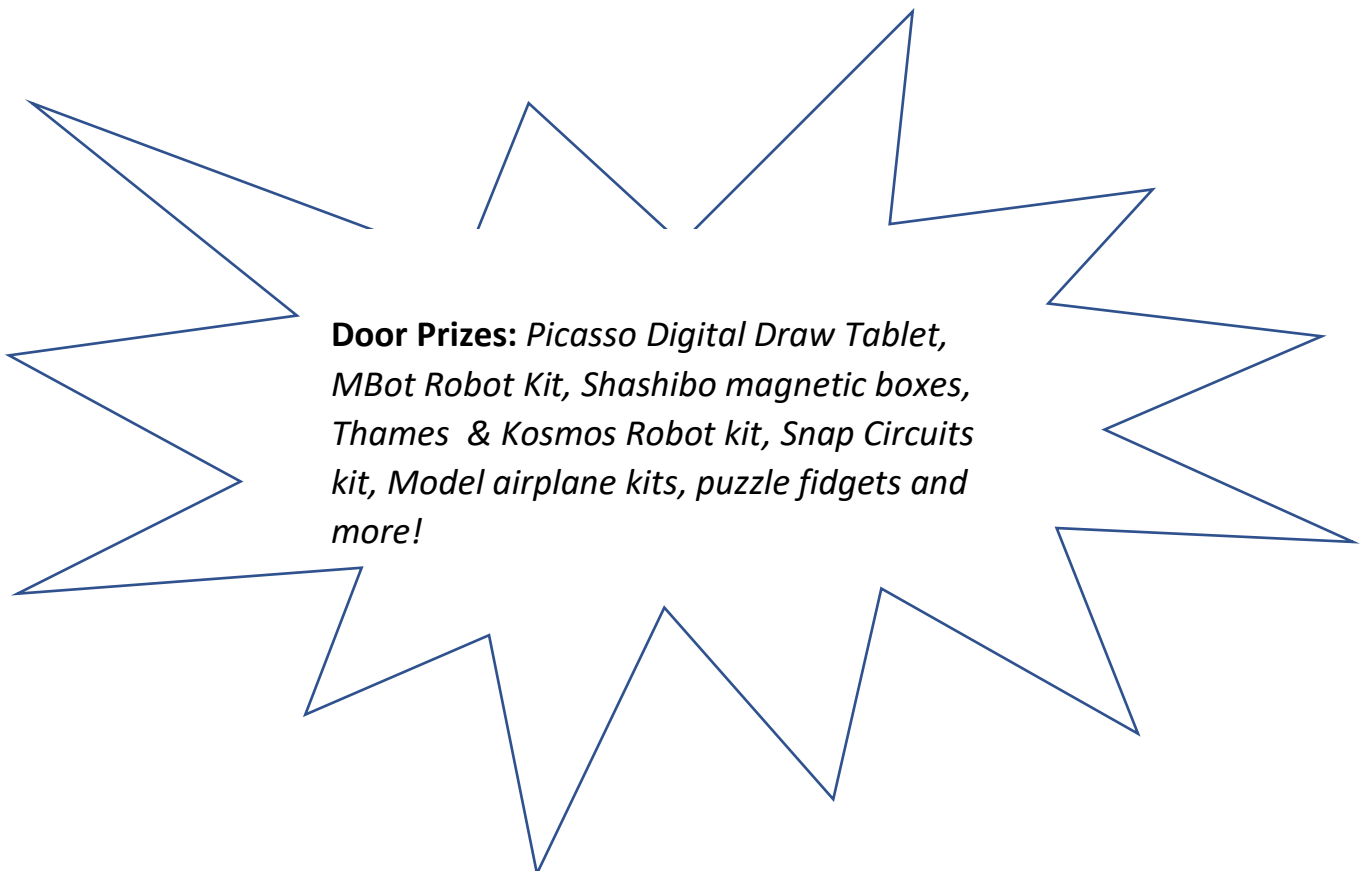 Door Prizes: Picasso Digital Draw Tablet,
MBot Robot Kit, Shashibo magnetic boxes,
Thames  & Kosmos Robot kit, Snap Circuits
kit, Model airplane kits, puzzle fidgets and
more!